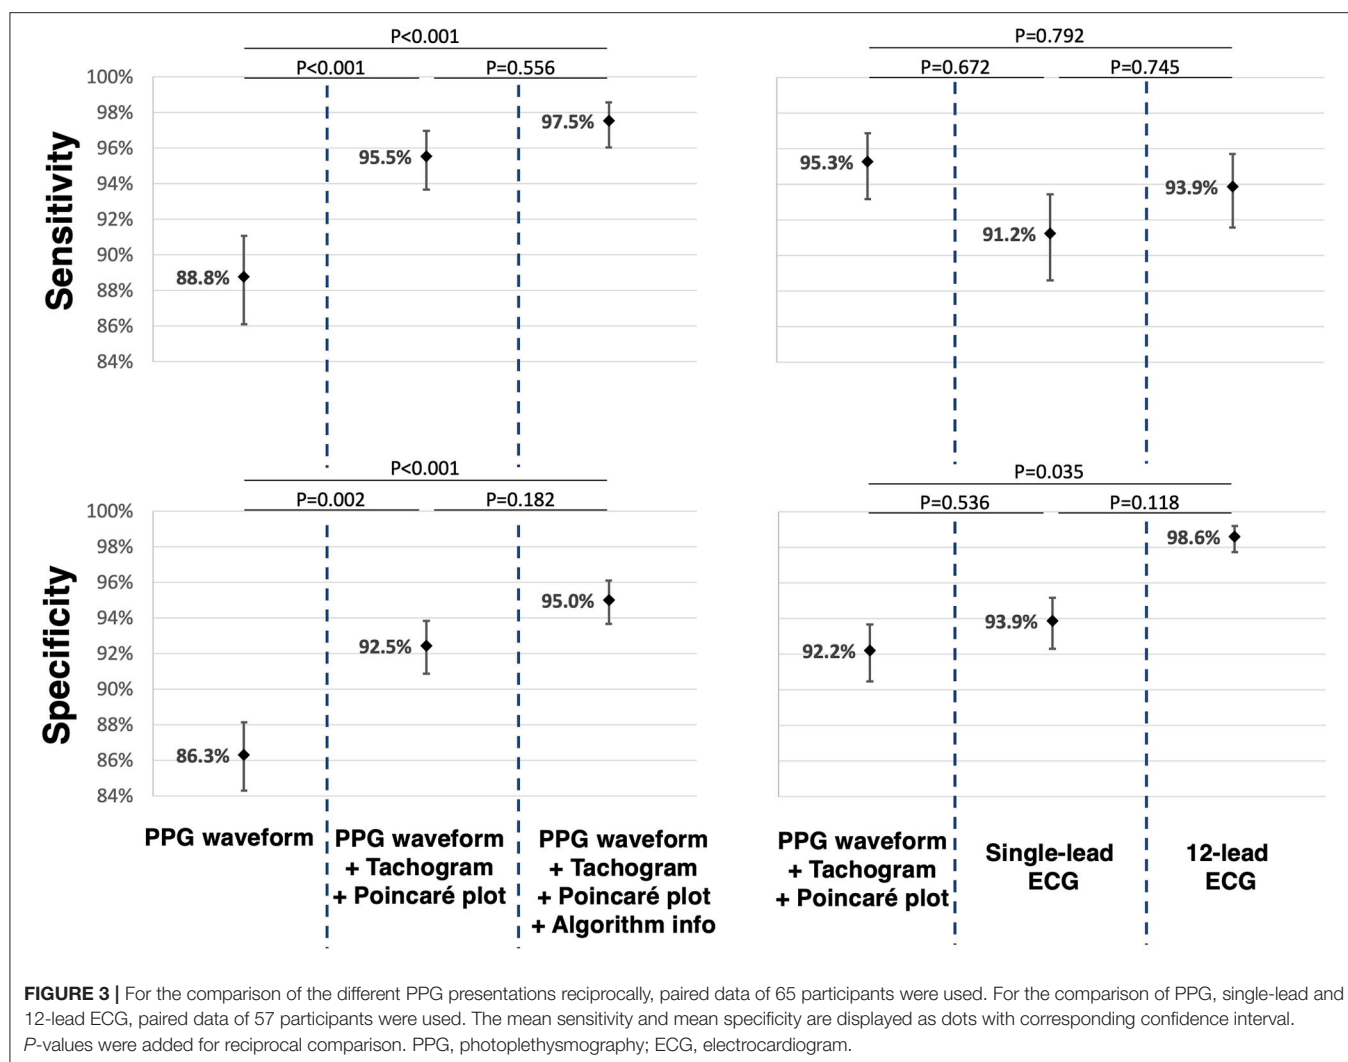 P<0.001
P<0.001
P=0.556
100%
98%
96%
94%
92%
90%
88%
86%
84%
Sensitivity
88.8%
95.5%
97.5%
P=0.792
P=0.672
P=0.745
95.3%
91.2%
93.9%
P<0.001
P=0.002
P=0.182
100%
98%
96%
94%
92%
90%
88%
86%
84%
Specificity
86.3%
92.5%
95.0%
P=0.035
P=0.536
P=0.118
92.2%
93.9%
98.6%
PPG waveform
PPG waveform
+ Tachogram
+ Poincaré plot
PPG waveform
+ Tachogram
+ Poincaré plot
+ Algorithm info
PPG waveform
+ Tachogram
+ Poincaré plot
Single-lead
ECG
12-lead
ECG
FIGURE 3 | For the comparison of the different PPG presentations reciprocally, paired data of 65 participants were used. For the comparison of PPG, single-lead and
12-lead ECG, paired data of 57 participants were used. The mean sensitivity and mean specificity are displayed as dots with corresponding confidence interval.
P-values were added for reciprocal comparison. PPG, photoplethysmography; ECG, electrocardiogram.